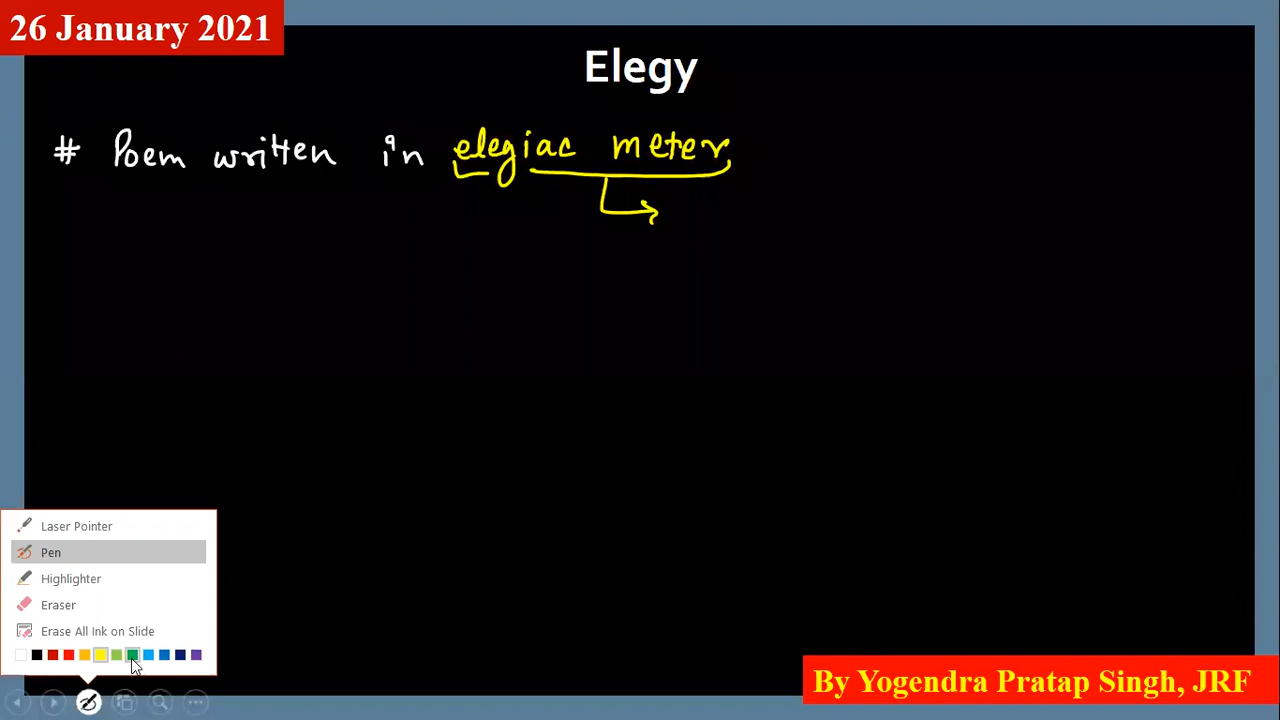 26 January 2021
Elegy
# Poem written in elegiac meter
Laser Pointer
Pen
Highlighter
Eraser
Erase All Ink on Slide
By Yogendra Pratap Singh, JRF